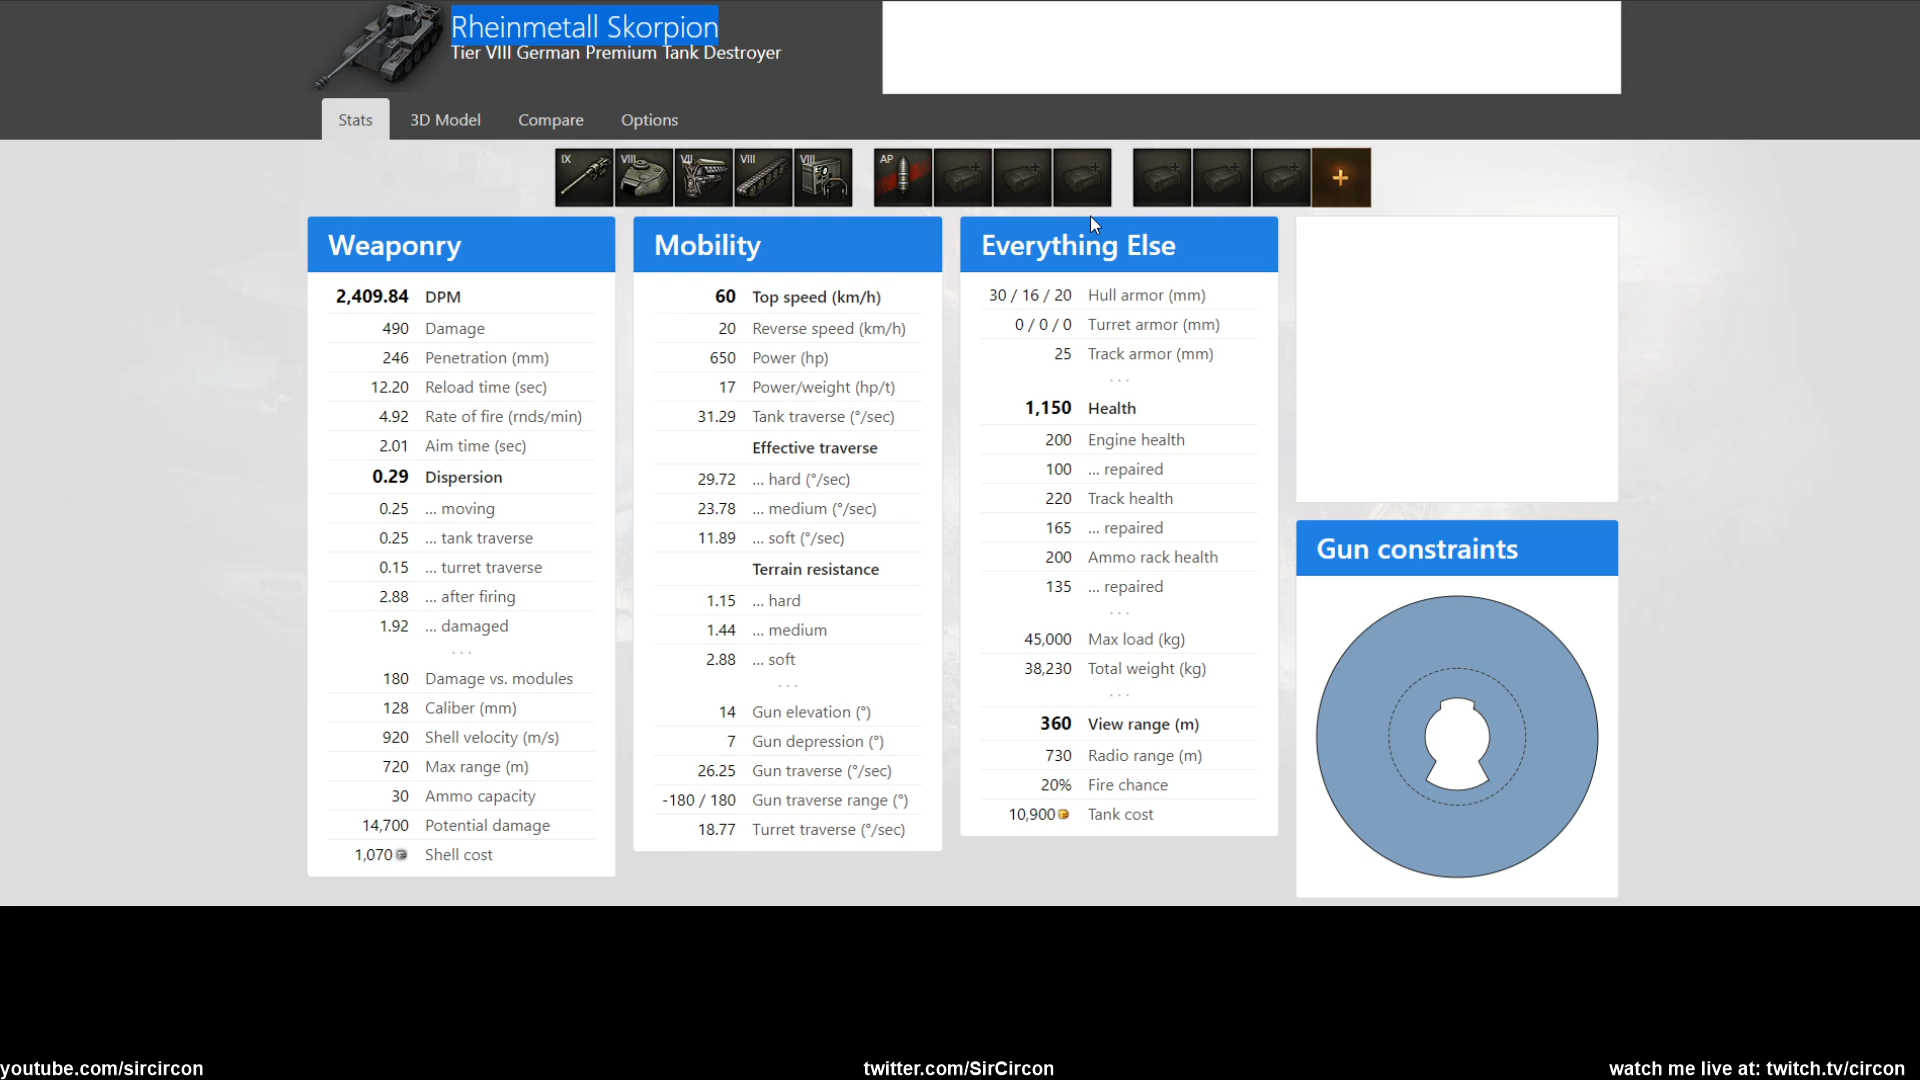 Rheinmetall Skorpion
Tier VIII German Premium Tank Destroyer
Stats 3D Model Compare Options
IX VIII VII VIII VIII AP
Weaponry
2,409.84 DPM
490 Damage
246 Penetration (mm)
12.20 Reload time (sec)
4.92 Rate of fire (rnds/min)
2.01 Aim time (sec)
0.29 Dispersion
0.25 ... moving
0.25 ... tank traverse
0.15 ... turret traverse
2.88 ... after firing
1.92 ... damaged
...
180 Damage vs. modules
128 Caliber (mm)
920 Shell velocity (m/s)
720 Max range (m)
30 Ammo capacity
14,700 Potential damage
1,070 Shell cost
Mobility
60 Top speed (km/h)
20 Reverse speed (km/h)
650 Power (hp)
17 Power/weight (hp/t)
31.29 Tank traverse (°/sec)
Effective traverse
29.72 ... hard (°/sec)
23.78 ... medium (°/sec)
11.89 ... soft (°/sec)
Terrain resistance
1.15 ... hard
1.44 ... medium
2.88 ... soft
...
14 Gun elevation (°)
7 Gun depression (°)
26.25 Gun traverse (°/sec)
-180 / 180 Gun traverse range (°)
18.77 Turret traverse (°/sec)
Everything Else
30 / 16 / 20 Hull armor (mm)
0 / 0 / 0 Turret armor (mm)
25 Track armor (mm)
...
1,150 Health
200 Engine health
100 ... repaired
220 Track health
165 ... repaired
200 Ammo rack health
135 ... repaired
...
45,000 Max load (kg)
38,230 Total weight (kg)
...
360 View range (m)
730 Radio range (m)
20% Fire chance
10,900 Tank cost
Gun constraints
youtube.com/sircircon
twitter.com/SirCircon
watch me live at: twitch.tv/circon